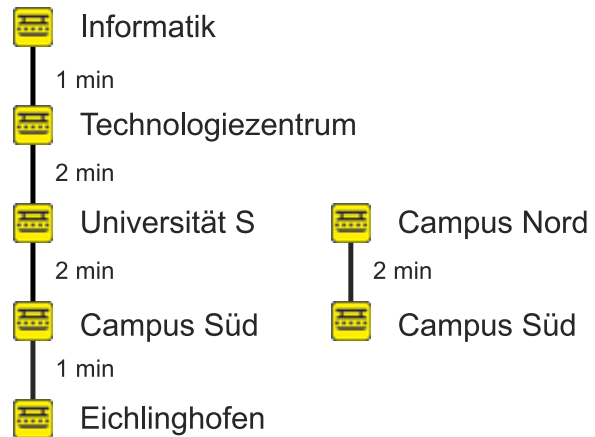 Informatik
1 min
Technologiezentrum
2 min
Universität S
2 min
Campus Süd
1 min
Eichlinghofen
Campus Nord
2 min
Campus Süd